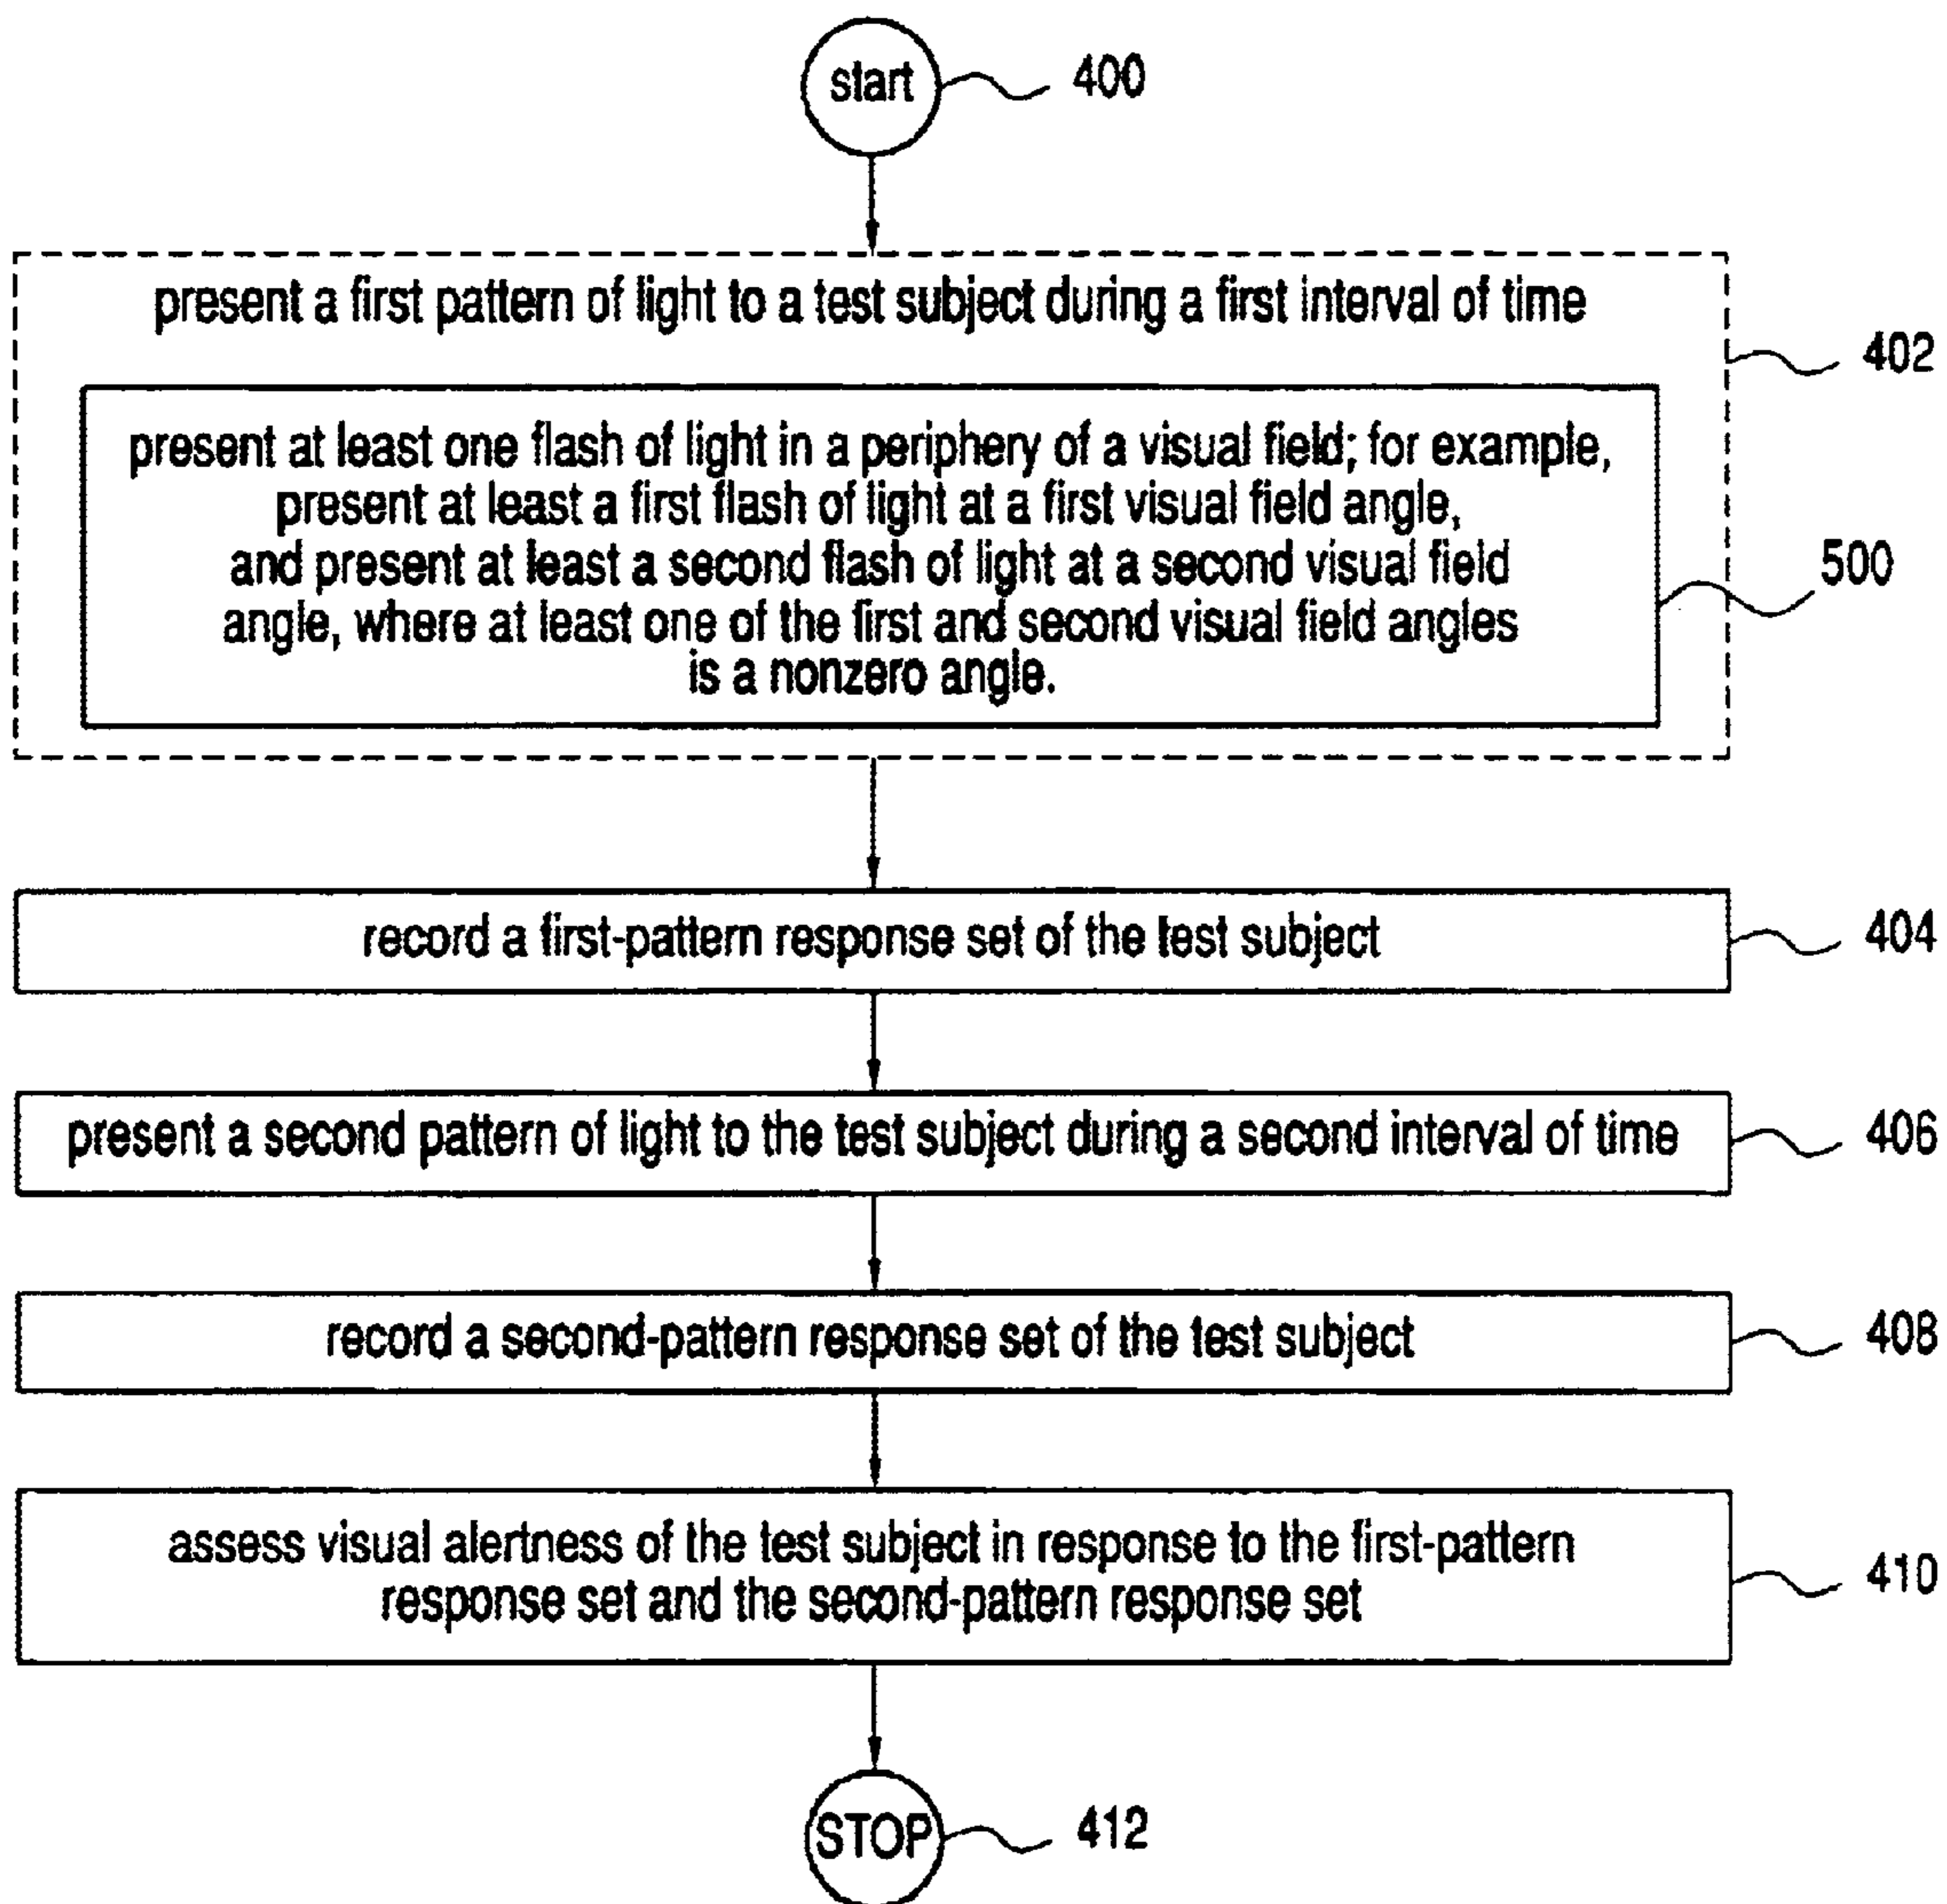 start
400
present a first pattern of light to a test subject during a first interval of time
402
present at least one flash of light in a periphery of a visual field; for example,
present at least a first flash of light at a first visual field angle,
and present at least a second flash of light at a second visual field
angle, where at least one of the first and second visual field angles
is a nonzero angle.
500
record a first-pattern response set of the test subject
404
present a second pattern of light to the test subject during a second interval of time
406
record a second-pattern response set of the test subject
408
assess visual alertness of the test subject in response to the first-pattern
response set and the second-pattern response set
410
STOP
412